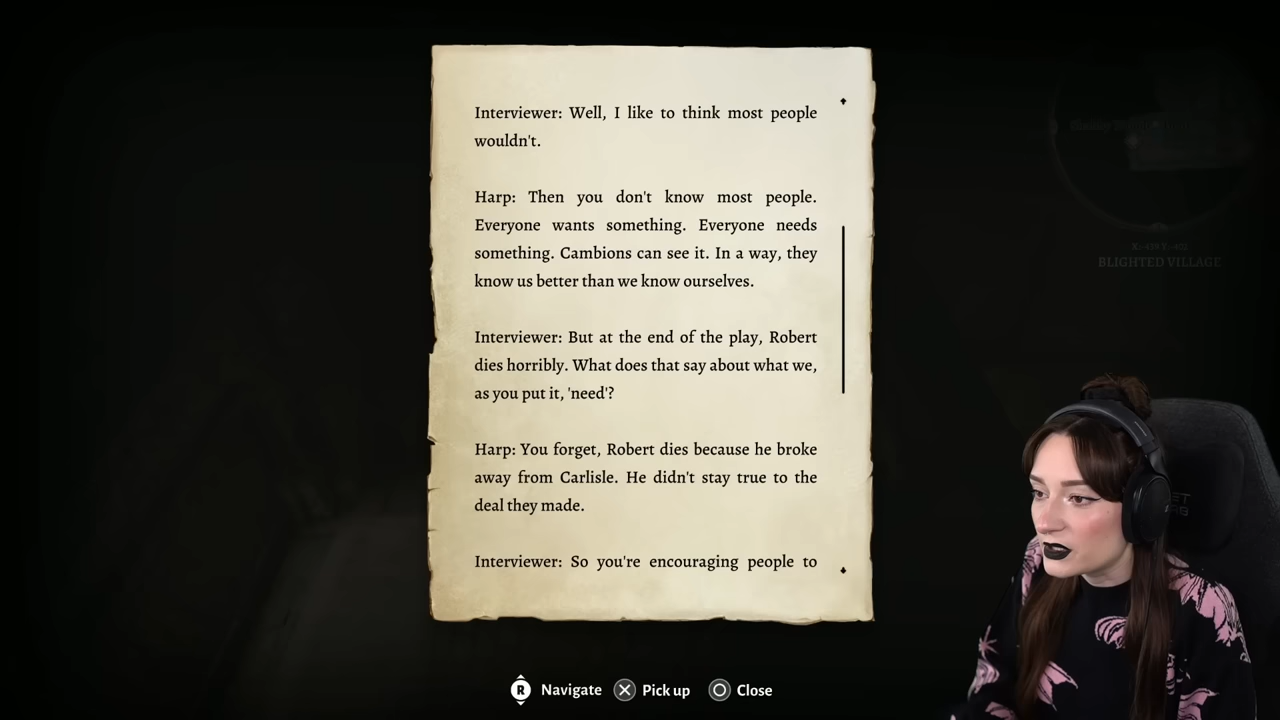 Interviewer: Well, I like to think most people
wouldn't.
Harp: Then you don't know most people.
Everyone wants something. Everyone needs
something. Cambions can see it. In a way, they
know us better than we know ourselves.
Interviewer: But at the end of the play, Robert
dies horribly. What does that say about what we,
as you put it, 'need'?
Harp: You forget, Robert dies because he broke
away from Carlisle. He didn't stay true to the
deal they made.
Interviewer: So you're encouraging people to
BLIGHTED VILLAGE
R Navigate Pick up Close